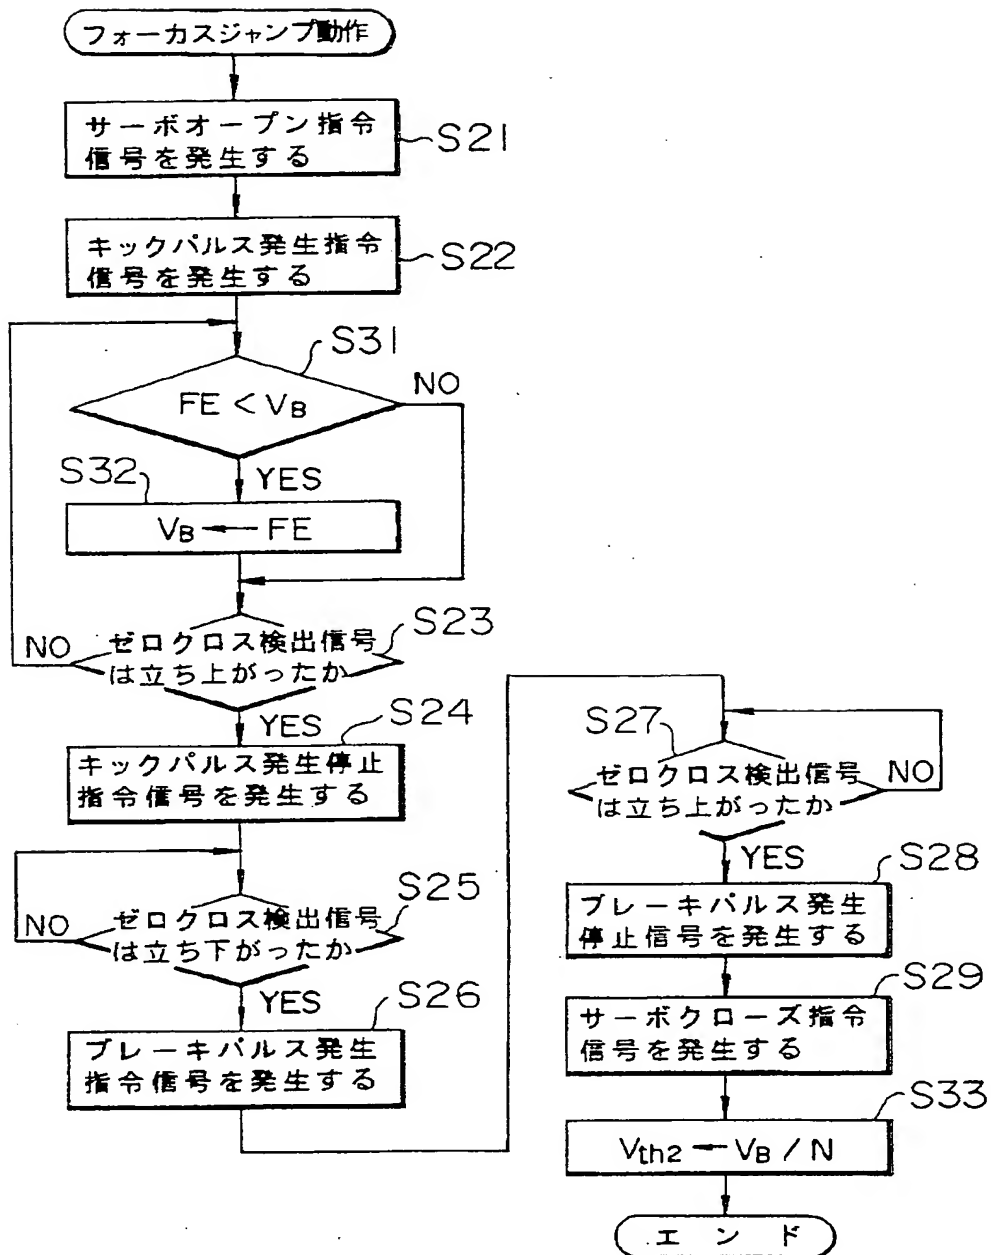 フォーカスジャンプ動作
サーボオープン指令
信号を発生する
S21
キックパルス発生指令
信号を発生する
S22
S31
FE < VB
NO
YES
S32
VB ← FE
ゼロクロス検出信号
は立ち上がったか
S23
NO
YES
S24
キックパルス発生停止
指令信号を発生する
S25
ゼロクロス検出信号
は立ち下がったか
NO
YES
S26
ブレーキパルス発生
指令信号を発生する
S27
ゼロクロス検出信号
は立ち上がったか
NO
YES
S28
ブレーキパルス発生
停止信号を発生する
S29
サーボクローズ指令
信号を発生する
S33
Vth2 ← VB / N
エンド